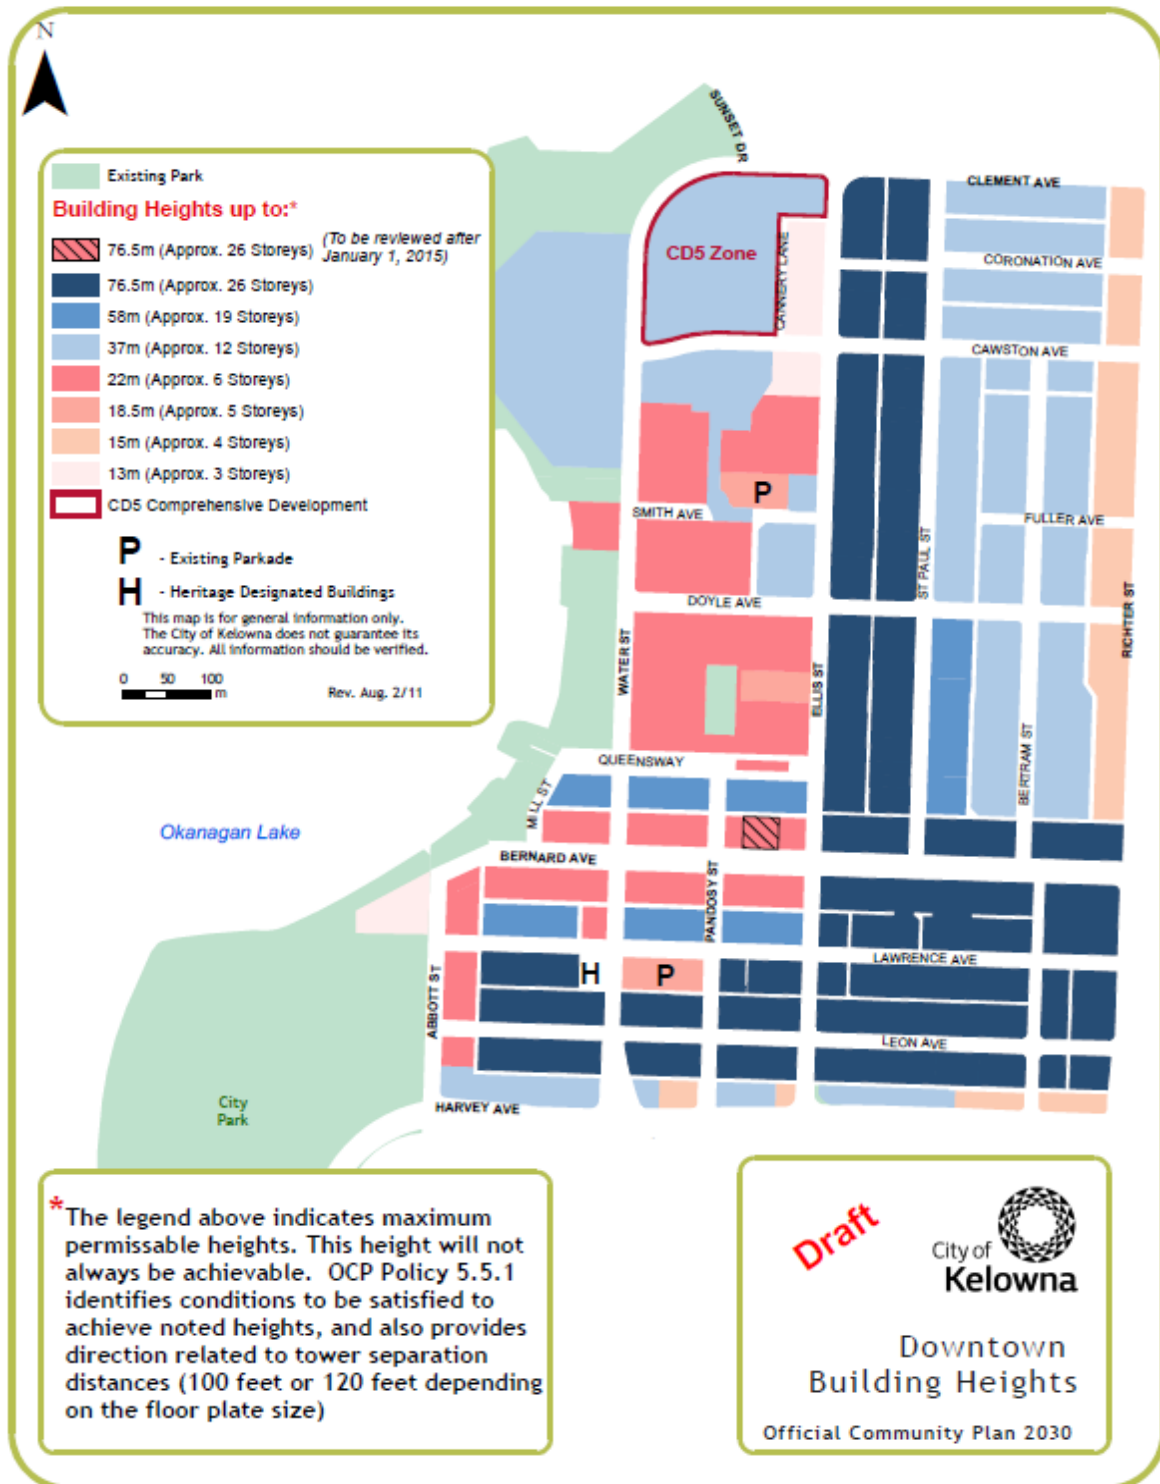 N
SUNSET DR
Existing Park
Building Heights up to:*
76.5m (Approx. 26 Storeys) (To be reviewed after January 1, 2015)
76.5m (Approx. 26 Storeys)
58m (Approx. 19 Storeys)
37m (Approx. 12 Storeys)
22m (Approx. 6 Storeys)
18.5m (Approx. 5 Storeys)
15m (Approx. 4 Storeys)
13m (Approx. 3 Storeys)
CD5 Comprehensive Development
P - Existing Parkade
H - Heritage Designated Buildings
This map is for general information only.
The City of Kelowna does not guarantee its
accuracy. All information should be verified.
0 50 100
m
Rev. Aug. 2/11
CLEMENT AVE
CD5 Zone
CANNERY LANE
CORONATION AVE
CAWSTON AVE
P
SMITH AVE
FULLER AVE
ST PAUL ST
DOYLE AVE
RICHTER ST
WATER ST
ELLIS ST
QUEENSWAY
BERTRAM ST
MILL ST
Okanagan Lake
BERNARD AVE
PANDOSY ST
LAWRENCE AVE
H
P
ABBOTT ST
LEON AVE
City
Park
HARVEY AVE
*The legend above indicates maximum
permissable heights. This height will not
always be achievable. OCP Policy 5.5.1
identifies conditions to be satisfied to
achieve noted heights, and also provides
direction related to tower separation
distances (100 feet or 120 feet depending
on the floor plate size)
Draft
City of
Kelowna
Downtown
Building Heights
Official Community Plan 2030